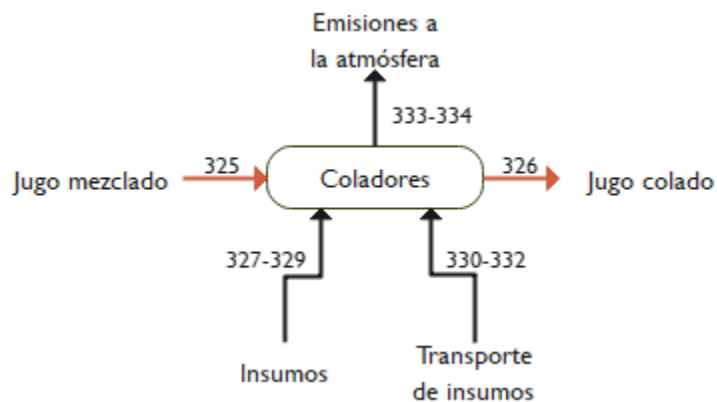 Emisiones a
la atmósfera
333-334
Jugo mezclado
325
Coladores
326
Jugo colado
327-329
330-332
Insumos
Transporte
de insumos